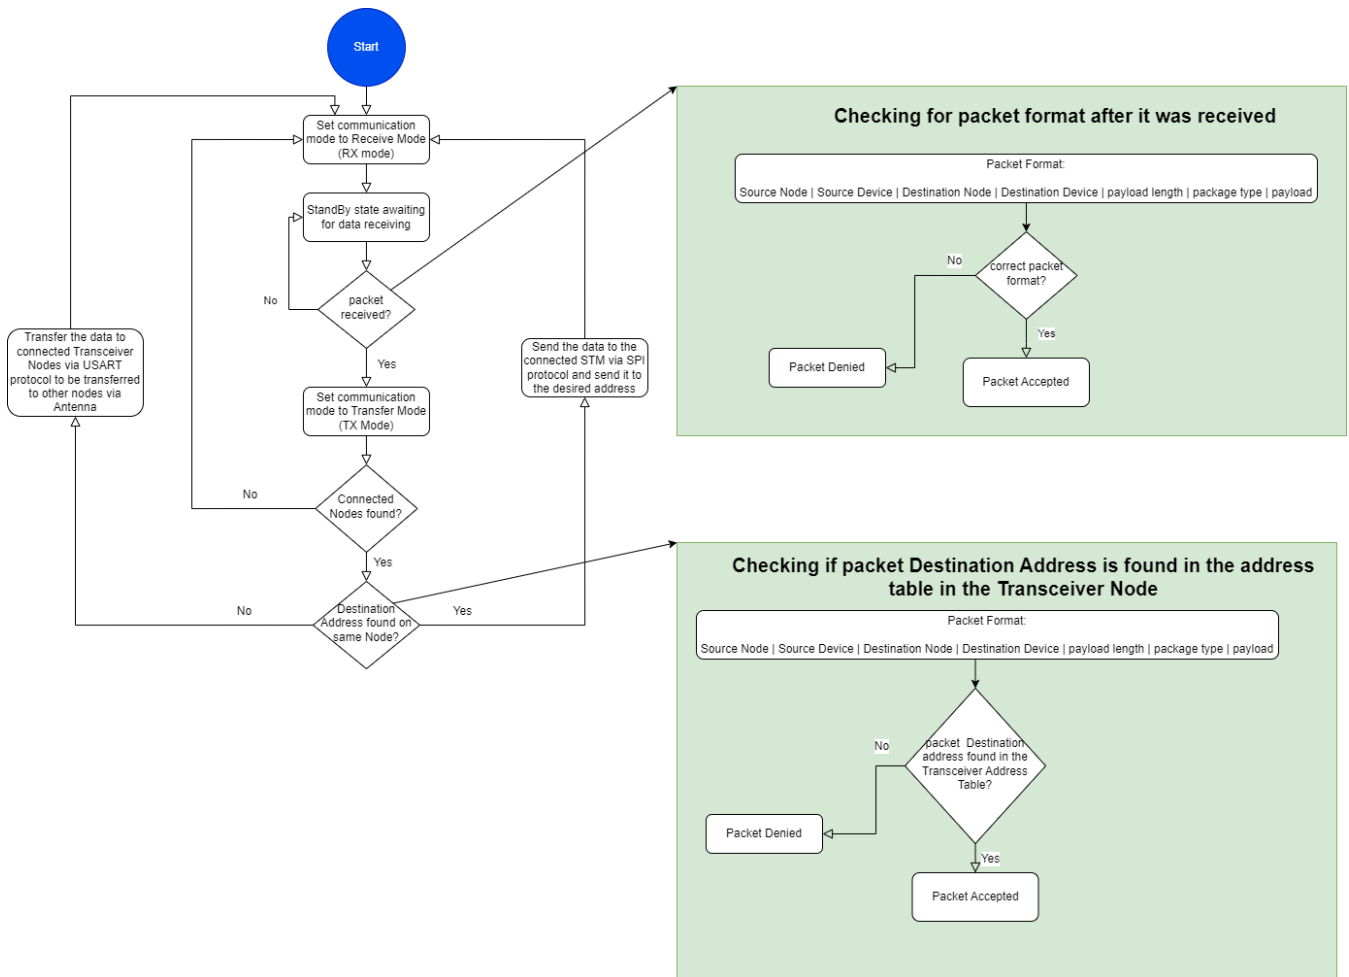 Start
Set communication
mode to Receive Mode
(RX mode)
StandBy state awaiting
for data receiving
No
packet
received?
Yes
Set communication
mode to Transfer Mode
(TX Mode)
No
Connected
Nodes found?
Yes
No
Destination
Address found on
same Node?
Yes
Transfer the data to
connected Transceiver
Nodes via USART
protocol to be transferred
to other nodes via
Antenna
Send the data to the
connected STM via SPI
protocol and send it to
the desired address
Checking for packet format after it was received
Packet Format:
Source Node | Source Device | Destination Node | Destination Device | payload length | package type | payload
No
correct packet
format?
Yes
Packet Denied
Packet Accepted
Checking if packet Destination Address is found in the address
table in the Transceiver Node
Packet Format:
Source Node | Source Device | Destination Node | Destination Device | payload length | package type | payload
No
packet Destination
address found in the
Transceiver Address
Table?
Packet Denied
Yes
Packet Accepted